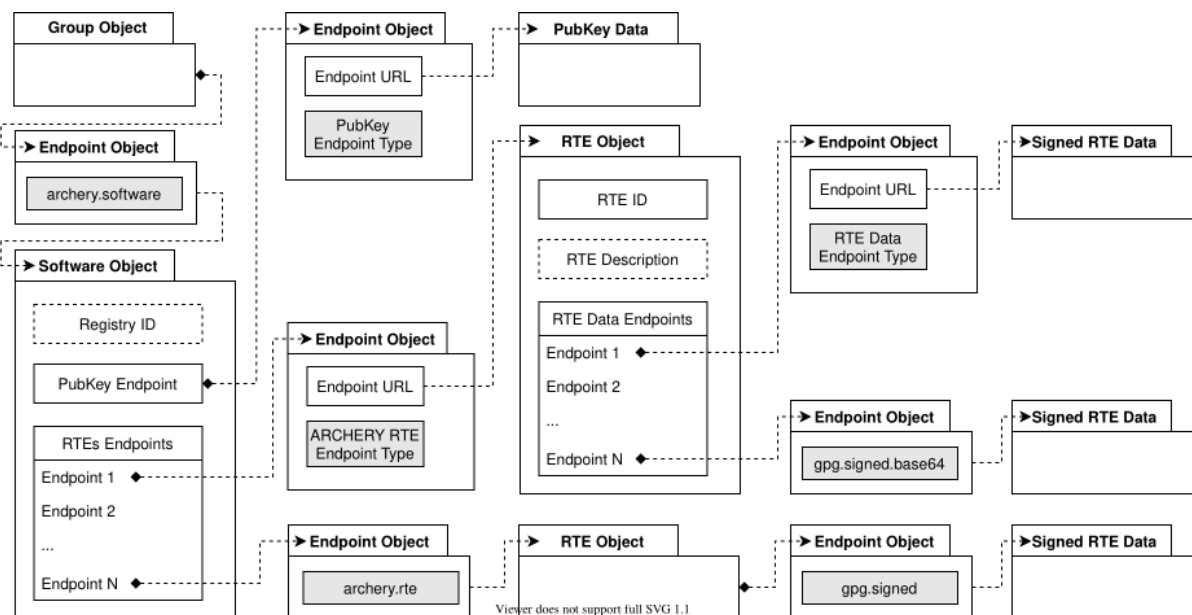 Group Object
Endpoint Object
archery.software
Software Object
Registry ID
PubKey Endpoint
RTEs Endpoints
Endpoint 1
Endpoint 2
...
Endpoint N
Endpoint Object
Endpoint URL
PubKey
Endpoint Type
PubKey Data
Endpoint Object
Endpoint URL
ARCHERY RTE
Endpoint Type
Endpoint Object
archery.rte
RTE Object
RTE ID
RTE Description
RTE Data Endpoints
Endpoint 1
Endpoint 2
...
Endpoint N
RTE Object
Endpoint Object
Endpoint URL
RTE Data
Endpoint Type
Signed RTE Data
Endpoint Object
gpg.signed.base64
Signed RTE Data
Endpoint Object
gpg.signed
Signed RTE Data
Viewer does not support full SVG 1.1